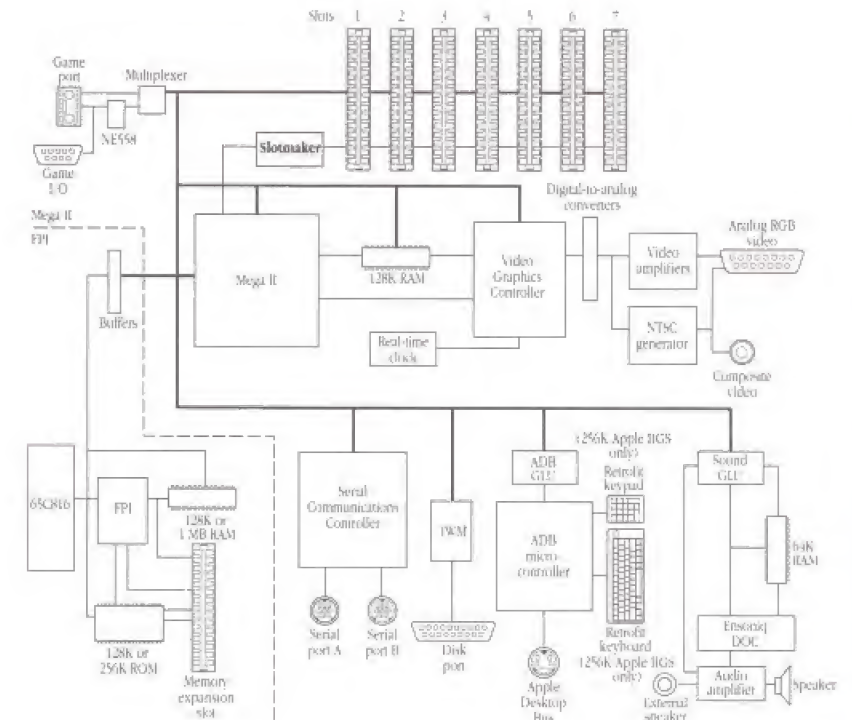 Slots 1 2 3 4 5 6 7
Game
port
Multiplexer
NE558
Game
I/O
Slotmaker
Mega II
FPI
Buffers
Mega II
128K RAM
Video
Graphics
Controller
Real-time
clock
Digital-to-analog
converters
Video
amplifiers
Analog RGB
video
NTSC
generator
Composite
video
65C816
FPI
128K or
1 MB RAM
128K or
256K ROM
Memory
expansion
slot
Serial
Communications
Controller
Serial
port A
Serial
port B
IWM
Disk
port
ADB
GLU
ADB
micro-
controller
Apple
Desktop
Bus
(256K Apple IIGS
only)
Retrofit
keypad
Retrofit
keyboard
(256K Apple IIGS
only)
Sound
GLU
64K
RAM
Ensoniq
DOC
Audio
amplifier
Speaker
External
speaker